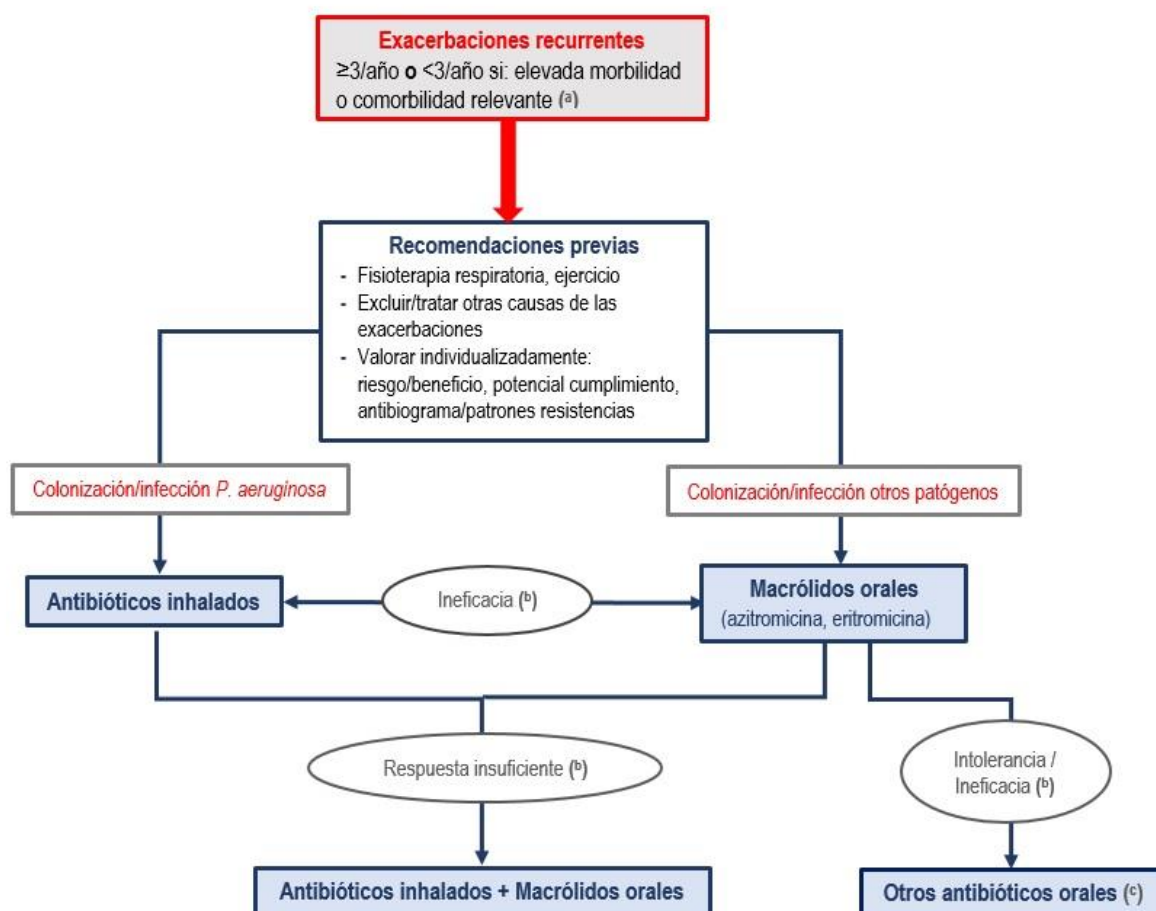 Exacerbaciones recurrentes
≥3/año o <3/año si: elevada morbilidad
o comorbilidad relevante (a)
Recomendaciones previas
- Fisioterapia respiratoria, ejercicio
- Excluir/tratar otras causas de las
exacerbaciones
- Valorar individualizadamente:
riesgo/beneficio, potencial cumplimiento,
antibiograma/patrones resistencias
Colonización/infección P. aeruginosa
Colonización/infección otros patógenos
Antibióticos inhalados
Ineficacia (b)
Macrólidos orales
(azitromicina, eritromicina)
Respuesta insuficiente (b)
Intolerancia /
Ineficacia (b)
Antibióticos inhalados + Macrólidos orales
Otros antibióticos orales (c)